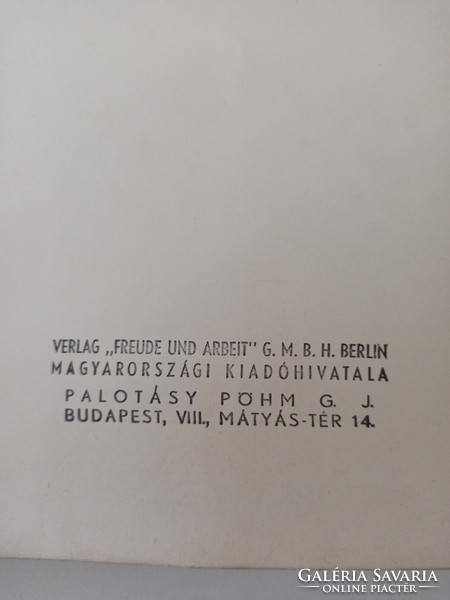 VERLAG „FREUDE UND ARBEIT" G. M. B. H. BERLIN
MAGYARORSZÁGI KIADÓHIVATALA
PALOTÁSY PÖHM G. J.
BUDAPEST, VIII., MÁTYÁS-TÉR 14.
GALÉRIA SAVARIA
ONLINE PIACTÉR